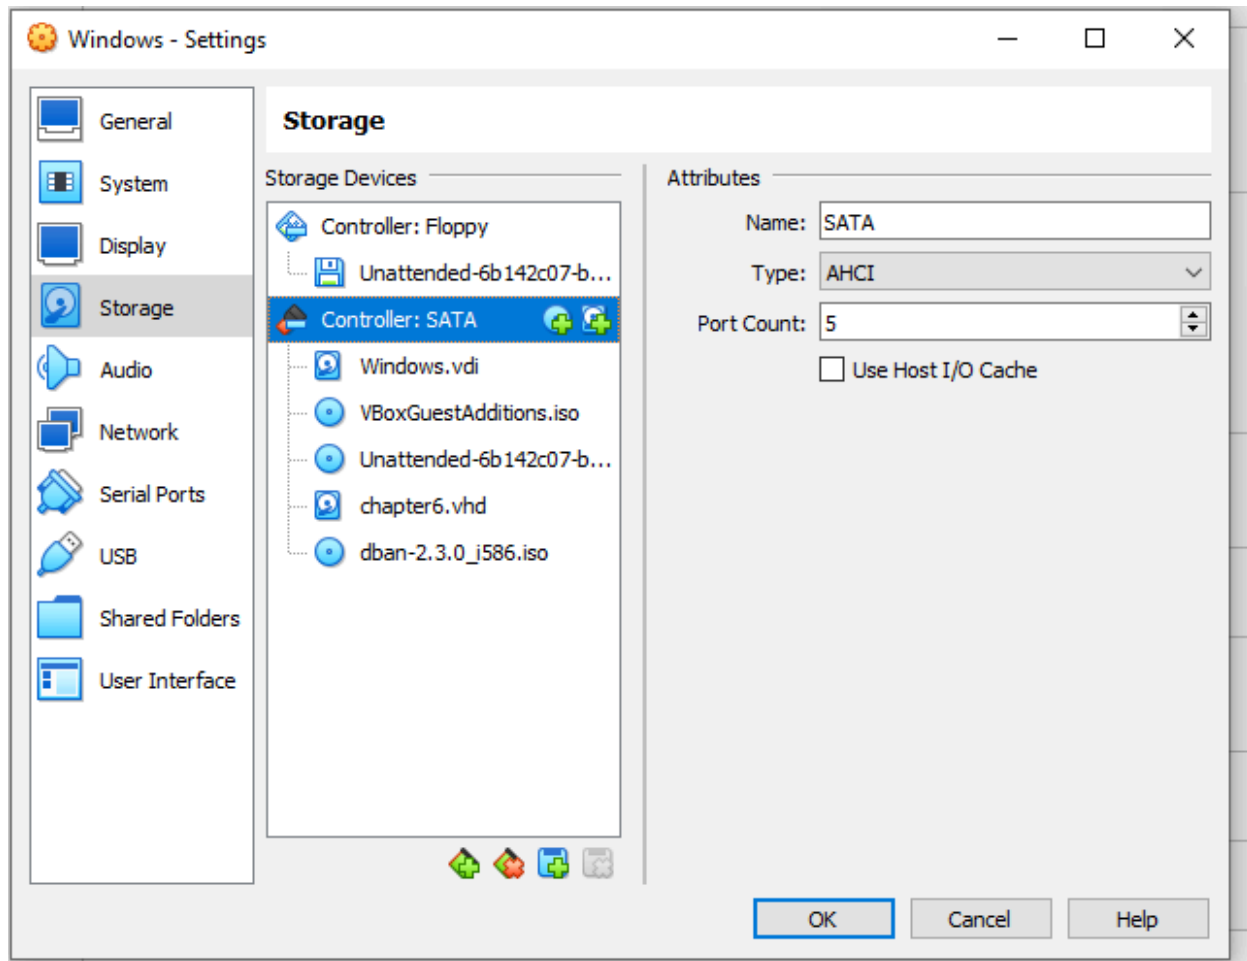 Windows - Settings
General
System
Display
Storage
Audio
Network
Serial Ports
USB
Shared Folders
User Interface
Storage
Storage Devices
Controller: Floppy
Unattended-6b142c07-b...
Controller: SATA
Windows.vdi
VBoxGuestAdditions.iso
Unattended-6b142c07-b...
chapter6.vhd
dban-2.3.0_i586.iso
Attributes
Name: SATA
Type: AHCI
Port Count: 5
Use Host I/O Cache
OK Cancel Help